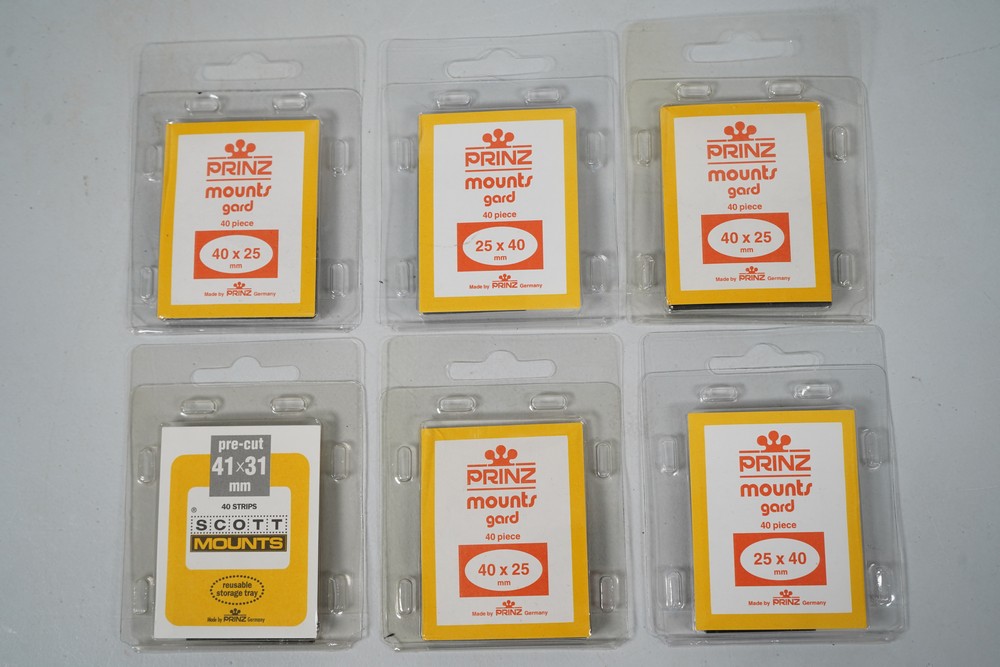 PRINZ
mounts
gard
40 piece
40 x 25
mm
Made by PRINZ Germany
PRINZ
mounts
gard
40 piece
25 x 40
mm
Made by PRINZ Germany
PRINZ
mounts
gard
40 piece
40 x 25
mm
Made by PRINZ Germany
pre-cut
41×31
mm
40 STRIPS
® SCOTT
MOUNTS
reusable
storage tray
Made by PRINZ Germany
PRINZ
mounts
gard
40 piece
40 x 25
mm
Made by PRINZ Germany
PRINZ
mounts
gard
40 piece
25 x 40
mm
Made by PRINZ Germany